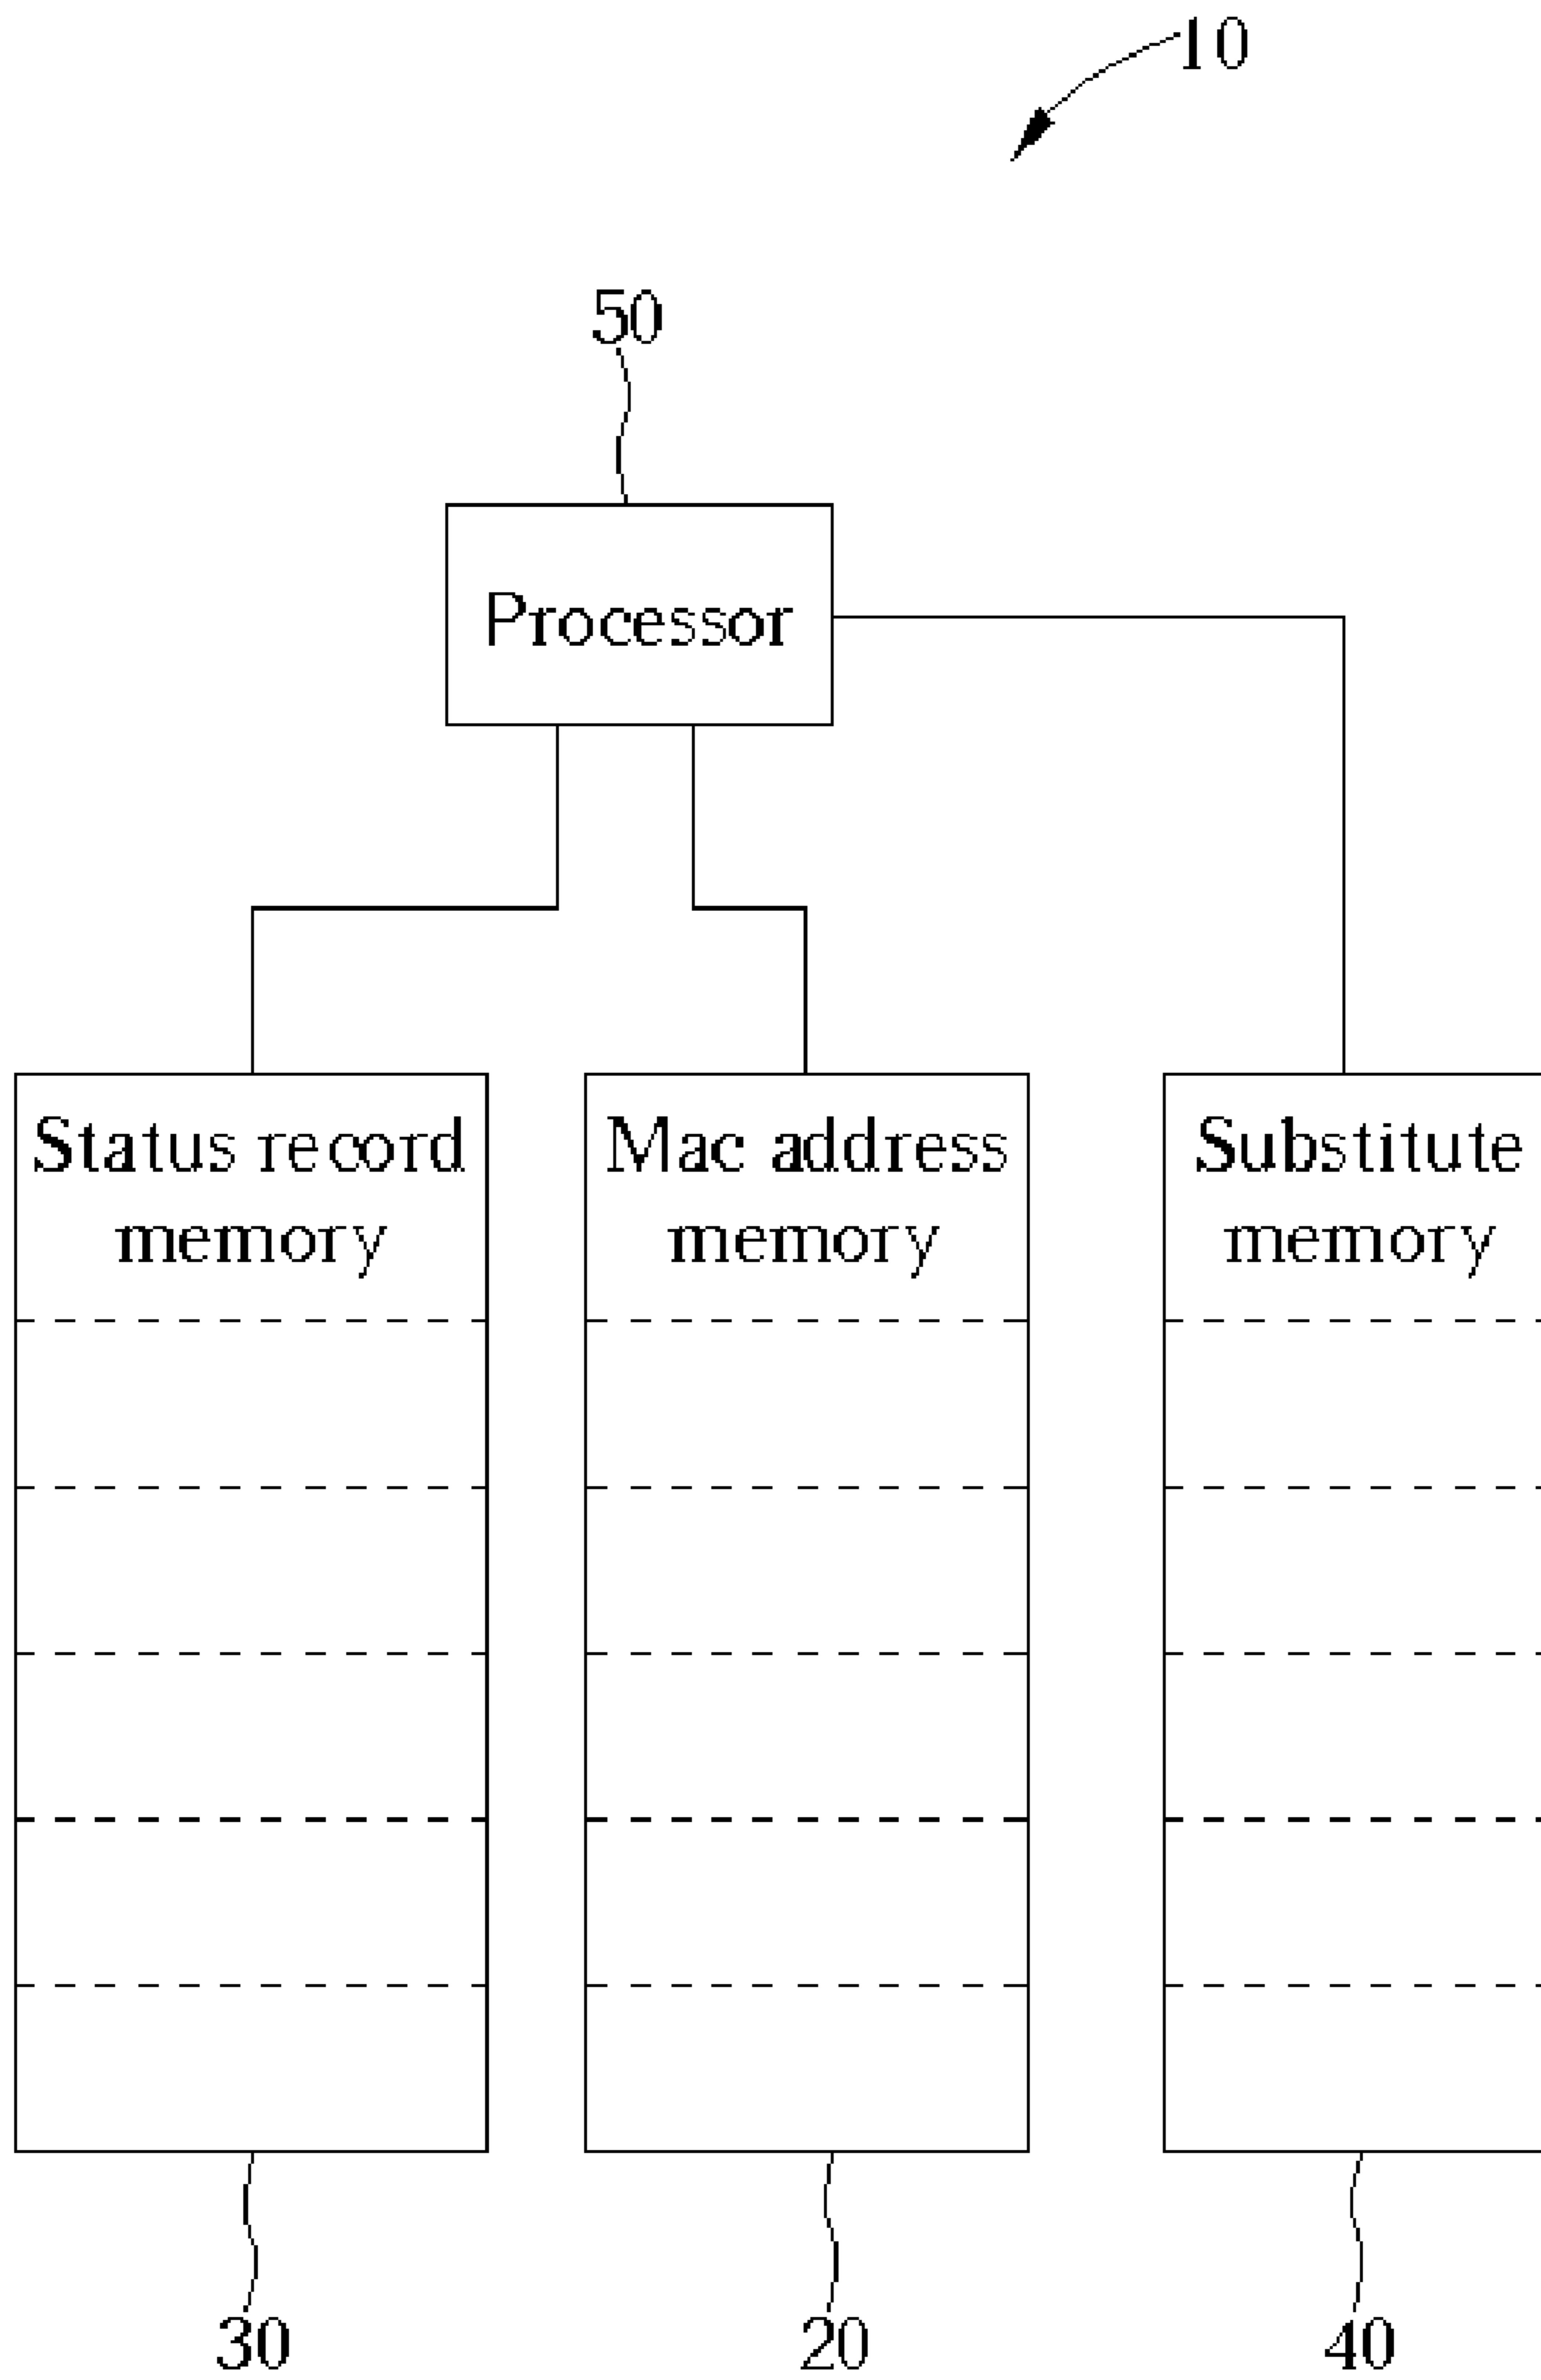 10
50
Processor
Status record
memory
Mac address
memory
Substitute
memory
30
20
40